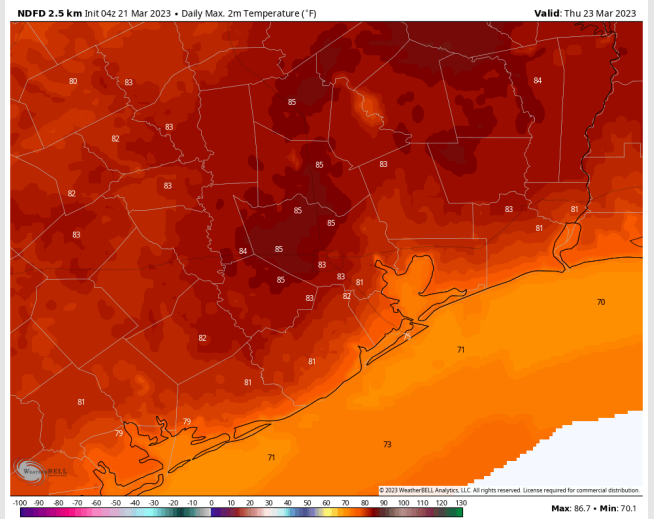 NDFD 2.5 km Init 04z 21 Mar 2023 • Daily Max. 2m Temperature (°F) Valid: Thu 23 Mar 2023
80 83 84
85
83
82
85 83
83
82
85 83 81
85 81
83
84 85
83
85 83 81
83 82
70
82
71
81
81
81
79
79
73
71
WEATHERBELL
© 2023 WeatherBELL Analytics, LLC. All rights reserved. License required for commercial distribution.
-100 -90 -80 -70 -60 -50 -40 -30 -20 -10 0 10 20 30 40 50 60 70 80 90 100 110 120 130
Max: 86.7 • Min: 70.1